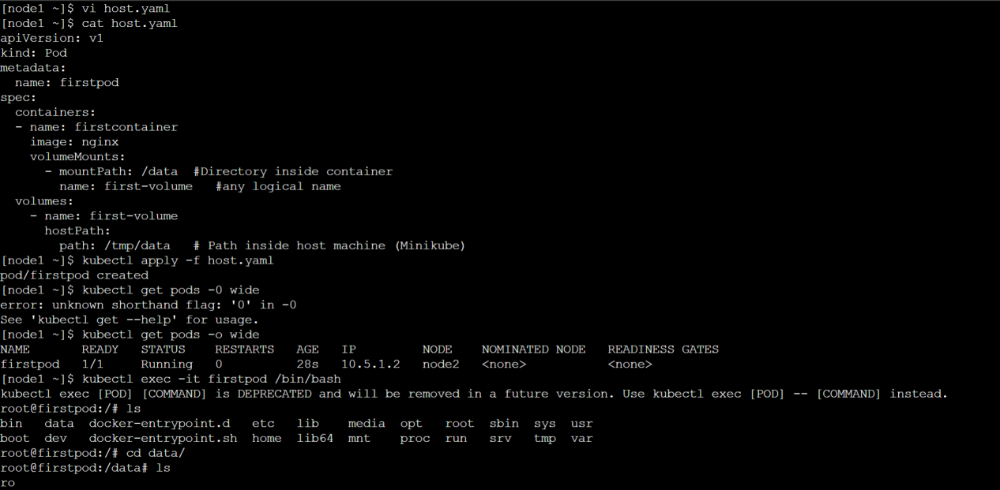 [node1 ~]$ vi host.yaml
[node1 ~]$ cat host.yaml
apiVersion: v1
kind: Pod
metadata:
  name: firstpod
spec:
  containers:
  - name: firstcontainer
    image: nginx
    volumeMounts:
      - mountPath: /data  #Directory inside container
        name: first-volume   #any logical name
  volumes:
    - name: first-volume
      hostPath:
        path: /tmp/data   # Path inside host machine (Minikube)
[node1 ~]$ kubectl apply -f host.yaml
pod/firstpod created
[node1 ~]$ kubectl get pods -0 wide
error: unknown shorthand flag: '0' in -0
See 'kubectl get --help' for usage.
[node1 ~]$ kubectl get pods -o wide
NAME       READY   STATUS    RESTARTS   AGE   IP         NODE    NOMINATED NODE   READINESS GATES
firstpod   1/1     Running   0          28s   10.5.1.2   node2   <none>           <none>
[node1 ~]$ kubectl exec -it firstpod /bin/bash
kubectl exec [POD] [COMMAND] is DEPRECATED and will be removed in a future version. Use kubectl exec [POD] -- [COMMAND] instead.
root@firstpod:/# ls
bin   data  docker-entrypoint.d   etc   lib    media  opt   root  sbin  sys  usr
boot  dev   docker-entrypoint.sh  home  lib64  mnt    proc  run   srv   tmp  var
root@firstpod:/# cd data/
root@firstpod:/data# ls
ro